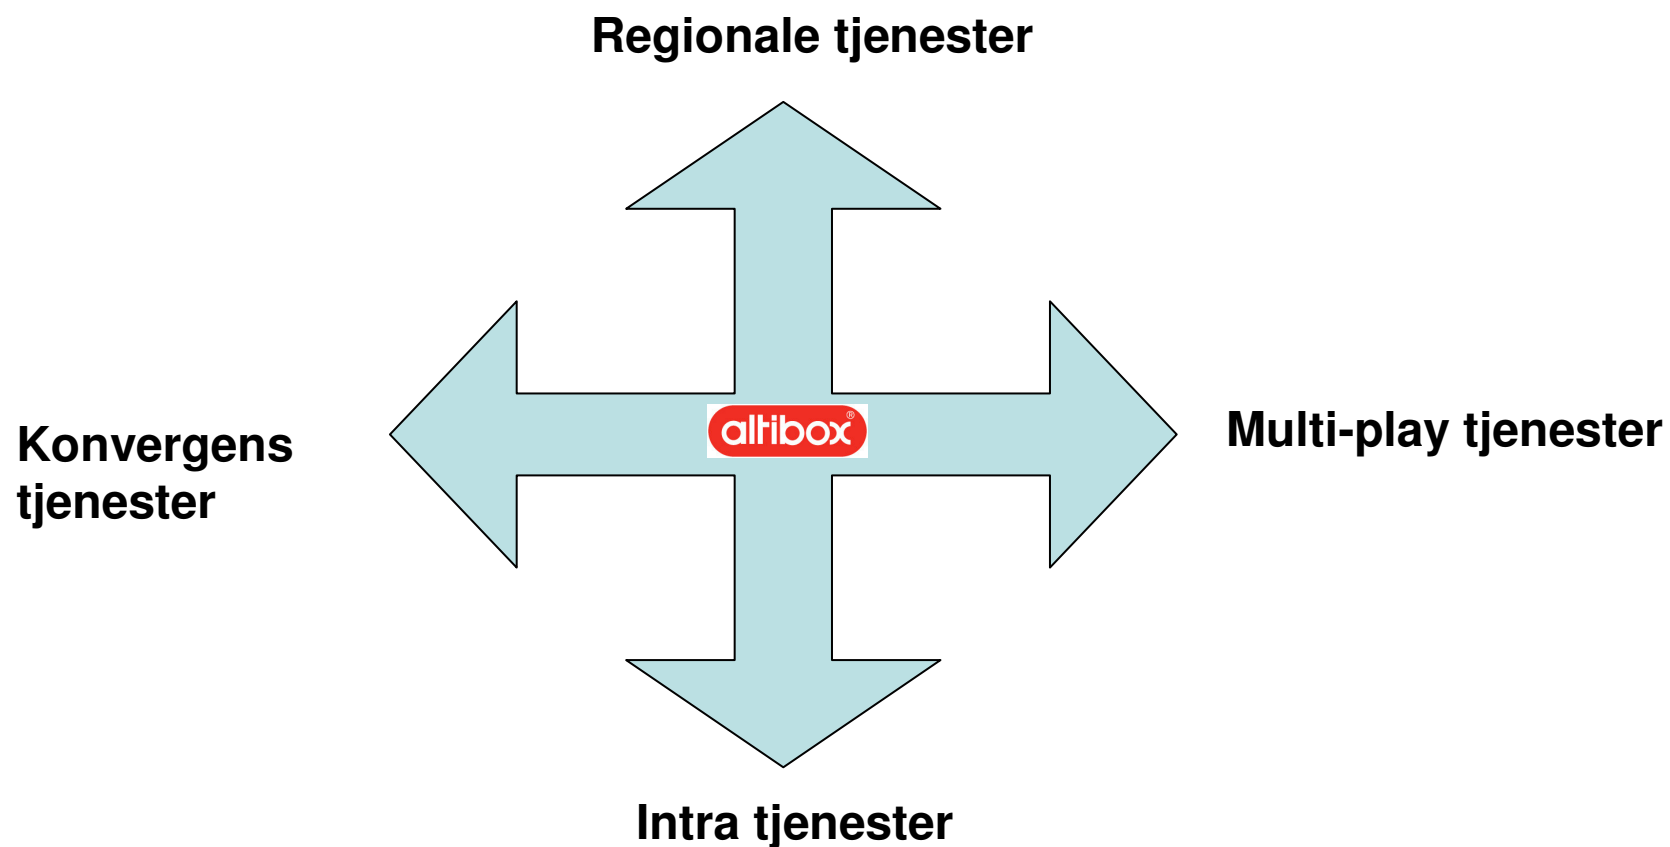 Regionale tjenester
altibox®
Multi-play tjenester
Konvergens
tjenester
Intra tjenester